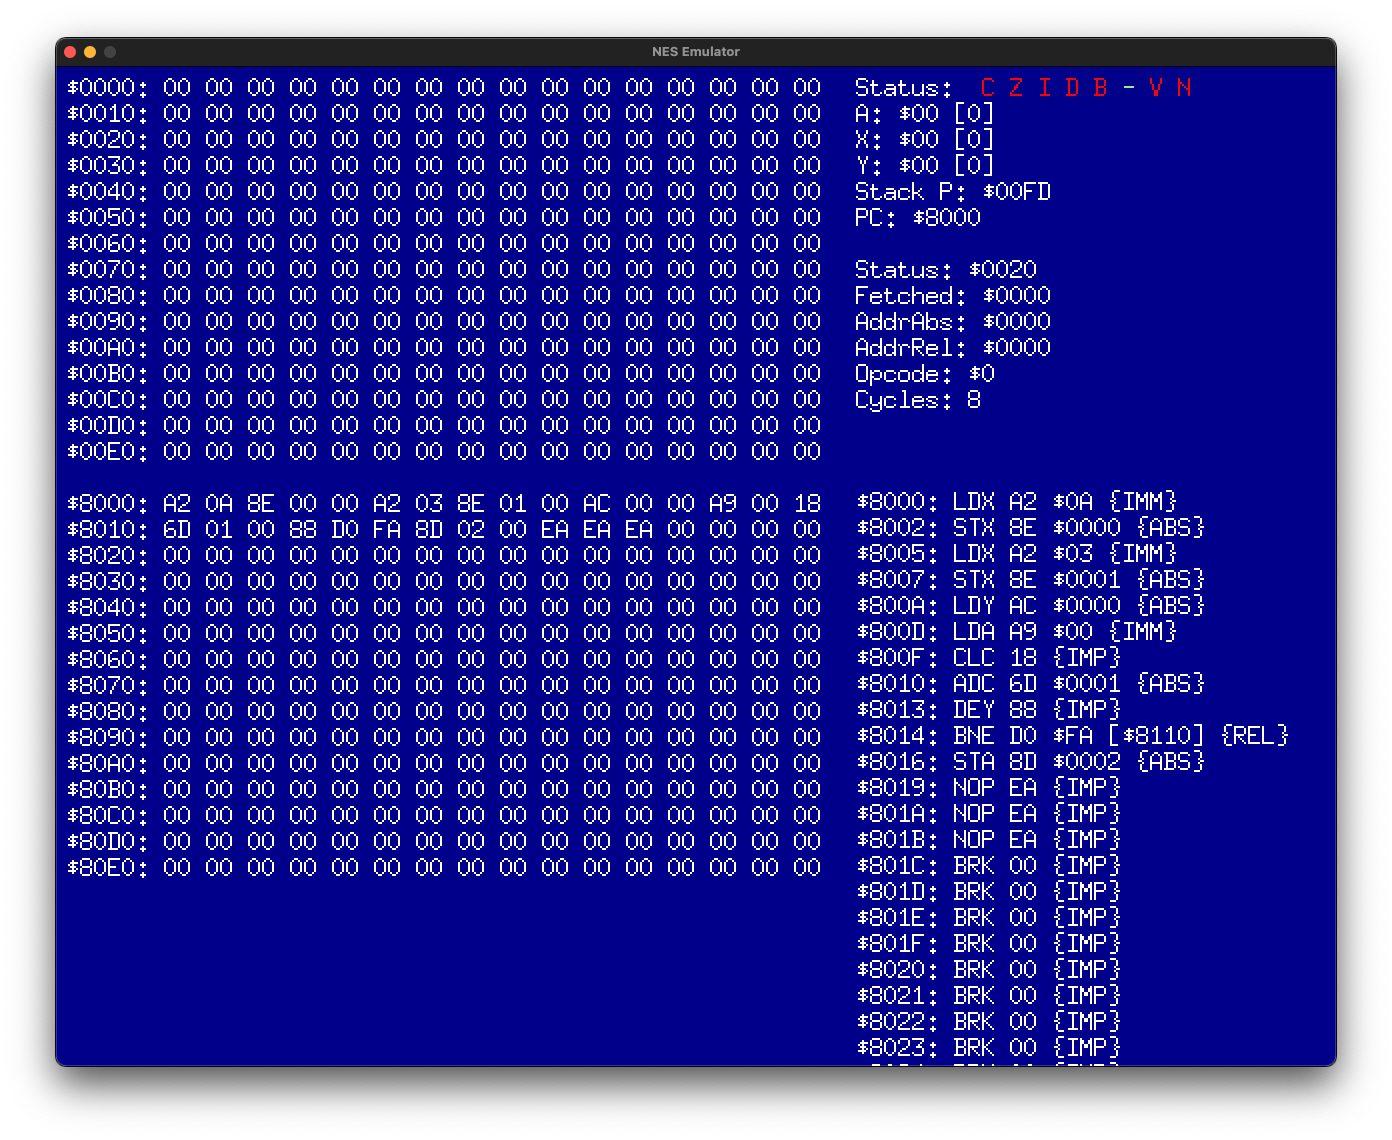 NES Emulator
$0000: 00 00 00 00 00 00 00 00 00 00 00 00 00 00 00 00
$0010: 00 00 00 00 00 00 00 00 00 00 00 00 00 00 00 00
$0020: 00 00 00 00 00 00 00 00 00 00 00 00 00 00 00 00
$0030: 00 00 00 00 00 00 00 00 00 00 00 00 00 00 00 00
$0040: 00 00 00 00 00 00 00 00 00 00 00 00 00 00 00 00
$0050: 00 00 00 00 00 00 00 00 00 00 00 00 00 00 00 00
$0060: 00 00 00 00 00 00 00 00 00 00 00 00 00 00 00 00
$0070: 00 00 00 00 00 00 00 00 00 00 00 00 00 00 00 00
$0080: 00 00 00 00 00 00 00 00 00 00 00 00 00 00 00 00
$0090: 00 00 00 00 00 00 00 00 00 00 00 00 00 00 00 00
$00A0: 00 00 00 00 00 00 00 00 00 00 00 00 00 00 00 00
$00B0: 00 00 00 00 00 00 00 00 00 00 00 00 00 00 00 00
$00C0: 00 00 00 00 00 00 00 00 00 00 00 00 00 00 00 00
$00D0: 00 00 00 00 00 00 00 00 00 00 00 00 00 00 00 00
$00E0: 00 00 00 00 00 00 00 00 00 00 00 00 00 00 00 00
$8000: A2 0A 8E 00 00 A2 03 8E 01 00 AC 00 00 A9 00 18
$8010: 6D 01 00 88 D0 FA 8D 02 00 EA EA EA 00 00 00 00
$8020: 00 00 00 00 00 00 00 00 00 00 00 00 00 00 00 00
$8030: 00 00 00 00 00 00 00 00 00 00 00 00 00 00 00 00
$8040: 00 00 00 00 00 00 00 00 00 00 00 00 00 00 00 00
$8050: 00 00 00 00 00 00 00 00 00 00 00 00 00 00 00 00
$8060: 00 00 00 00 00 00 00 00 00 00 00 00 00 00 00 00
$8070: 00 00 00 00 00 00 00 00 00 00 00 00 00 00 00 00
$8080: 00 00 00 00 00 00 00 00 00 00 00 00 00 00 00 00
$8090: 00 00 00 00 00 00 00 00 00 00 00 00 00 00 00 00
$80A0: 00 00 00 00 00 00 00 00 00 00 00 00 00 00 00 00
$80B0: 00 00 00 00 00 00 00 00 00 00 00 00 00 00 00 00
$80C0: 00 00 00 00 00 00 00 00 00 00 00 00 00 00 00 00
$80D0: 00 00 00 00 00 00 00 00 00 00 00 00 00 00 00 00
$80E0: 00 00 00 00 00 00 00 00 00 00 00 00 00 00 00 00
Status: C Z I D B - V N
A: $00 [0]
X: $00 [0]
Y: $00 [0]
Stack P: $00FD
PC: $8000
Status: $0020
Fetched: $0000
AddrAbs: $0000
AddrRel: $0000
Opcode: $0
Cycles: 8
$8000: LDX A2 $0A {IMM}
$8002: STX 8E $0000 {ABS}
$8005: LDX A2 $03 {IMM}
$8007: STX 8E $0001 {ABS}
$800A: LDY AC $0000 {ABS}
$800D: LDA A9 $00 {IMM}
$800F: CLC 18 {IMP}
$8010: ADC 6D $0001 {ABS}
$8013: DEY 88 {IMP}
$8014: BNE D0 $FA [$8110] {REL}
$8016: STA 8D $0002 {ABS}
$8019: NOP EA {IMP}
$801A: NOP EA {IMP}
$801B: NOP EA {IMP}
$801C: BRK 00 {IMP}
$801D: BRK 00 {IMP}
$801E: BRK 00 {IMP}
$801F: BRK 00 {IMP}
$8020: BRK 00 {IMP}
$8021: BRK 00 {IMP}
$8022: BRK 00 {IMP}
$8023: BRK 00 {IMP}